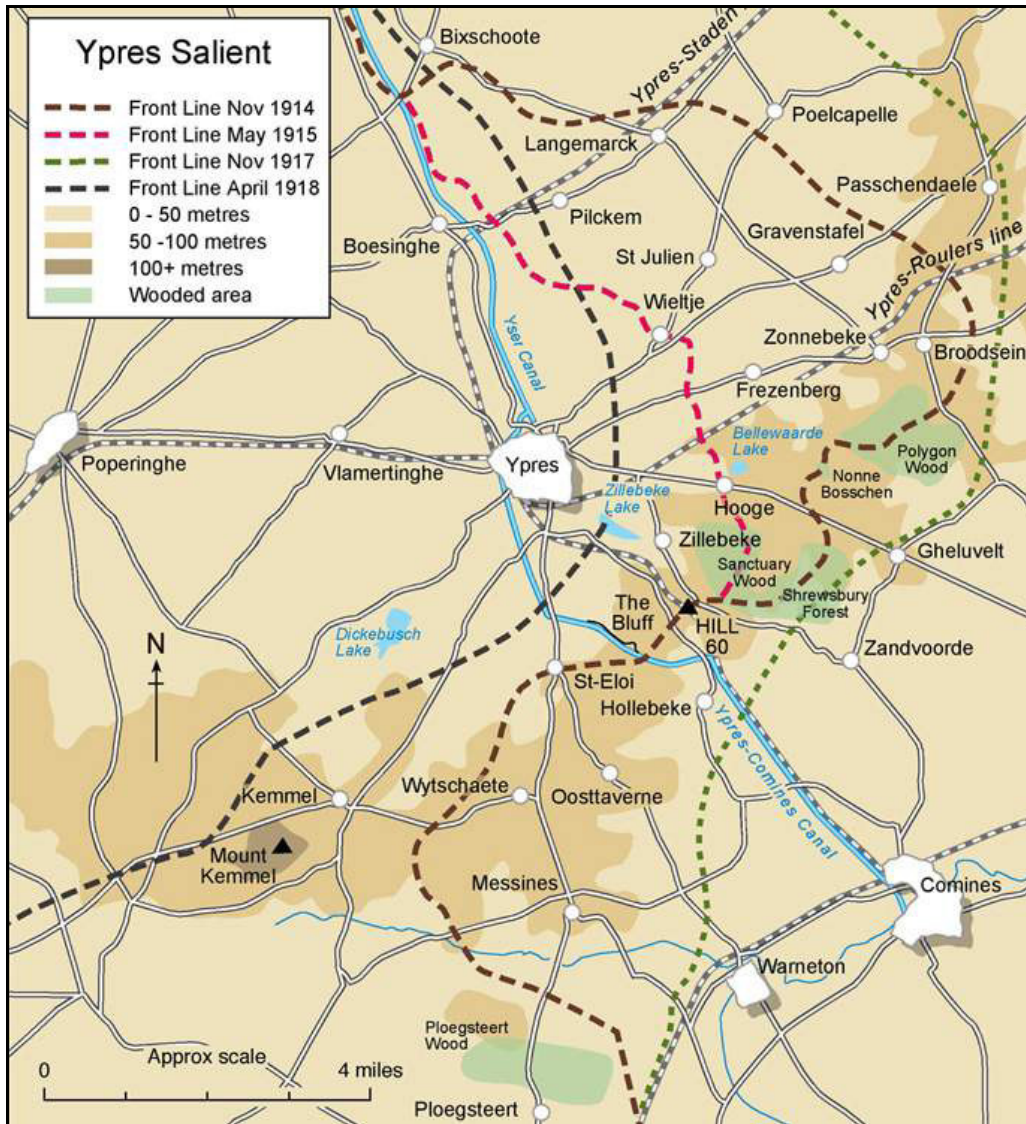 Ypres Salient
Front Line Nov 1914
Front Line May 1915
Front Line Nov 1917
Front Line April 1918
0 - 50 metres
50 -100 metres
100+ metres
Wooded area
Bixschoote
Ypres-Staden
Poelcapelle
Langemarck
Passchendaele
Pilckem
Gravenstafel
Boesinghe
St Julien
Ypres-Roulers line
Wieltje
Yser Canal
Zonnebeke
Broodsein
Frezenberg
Bellewaarde
Lake
Polygon
Wood
Poperinghe
Vlamertinghe
Ypres
Nonne
Bosschen
Zillebeke
Lake
Hooge
Zillebeke
Gheluvelt
Sanctuary
Wood
Shrewsbury
Forest
The
Bluff
HILL
60
Dickebusch
Lake
N
Zandvoorde
St-Eloi
Hollebeke
Ypres-Comines Canal
Kemmel
Wytschaete
Oosttaverne
Mount
Kemmel
Messines
Comines
Warneton
Ploegsteert
Wood
Approx scale
0
4 miles
Ploegsteert